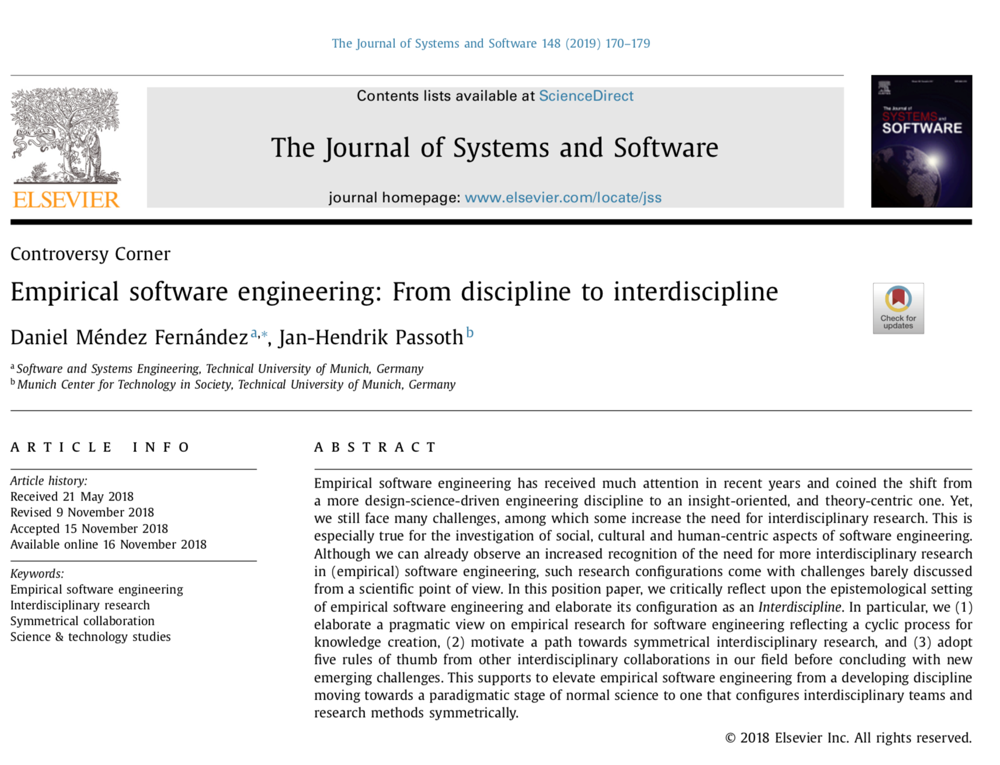 The Journal of Systems and Software 148 (2019) 170–179
Contents lists available at ScienceDirect
The Journal of Systems and Software
journal homepage: www.elsevier.com/locate/jss
NON SOLUS
ELSEVIER
ELSEVIER
The Journal of
SYSTEMS and
SOFTWARE
Controversy Corner
Empirical software engineering: From discipline to interdiscipline
Check for
updates
Daniel Méndez Fernández a,*, Jan-Hendrik Passoth b
a Software and Systems Engineering, Technical University of Munich, Germany
b Munich Center for Technology in Society, Technical University of Munich, Germany
ARTICLE INFO
Article history:
Received 21 May 2018
Revised 9 November 2018
Accepted 15 November 2018
Available online 16 November 2018
Keywords:
Empirical software engineering
Interdisciplinary research
Symmetrical collaboration
Science & technology studies
ABSTRACT
Empirical software engineering has received much attention in recent years and coined the shift from
a more design-science-driven engineering discipline to an insight-oriented, and theory-centric one. Yet,
we still face many challenges, among which some increase the need for interdisciplinary research. This is
especially true for the investigation of social, cultural and human-centric aspects of software engineering.
Although we can already observe an increased recognition of the need for more interdisciplinary research
in (empirical) software engineering, such research configurations come with challenges barely discussed
from a scientific point of view. In this position paper, we critically reflect upon the epistemological setting
of empirical software engineering and elaborate its configuration as an Interdiscipline. In particular, we (1)
elaborate a pragmatic view on empirical research for software engineering reflecting a cyclic process for
knowledge creation, (2) motivate a path towards symmetrical interdisciplinary research, and (3) adopt
five rules of thumb from other interdisciplinary collaborations in our field before concluding with new
emerging challenges. This supports to elevate empirical software engineering from a developing discipline
moving towards a paradigmatic stage of normal science to one that configures interdisciplinary teams and
research methods symmetrically.
© 2018 Elsevier Inc. All rights reserved.